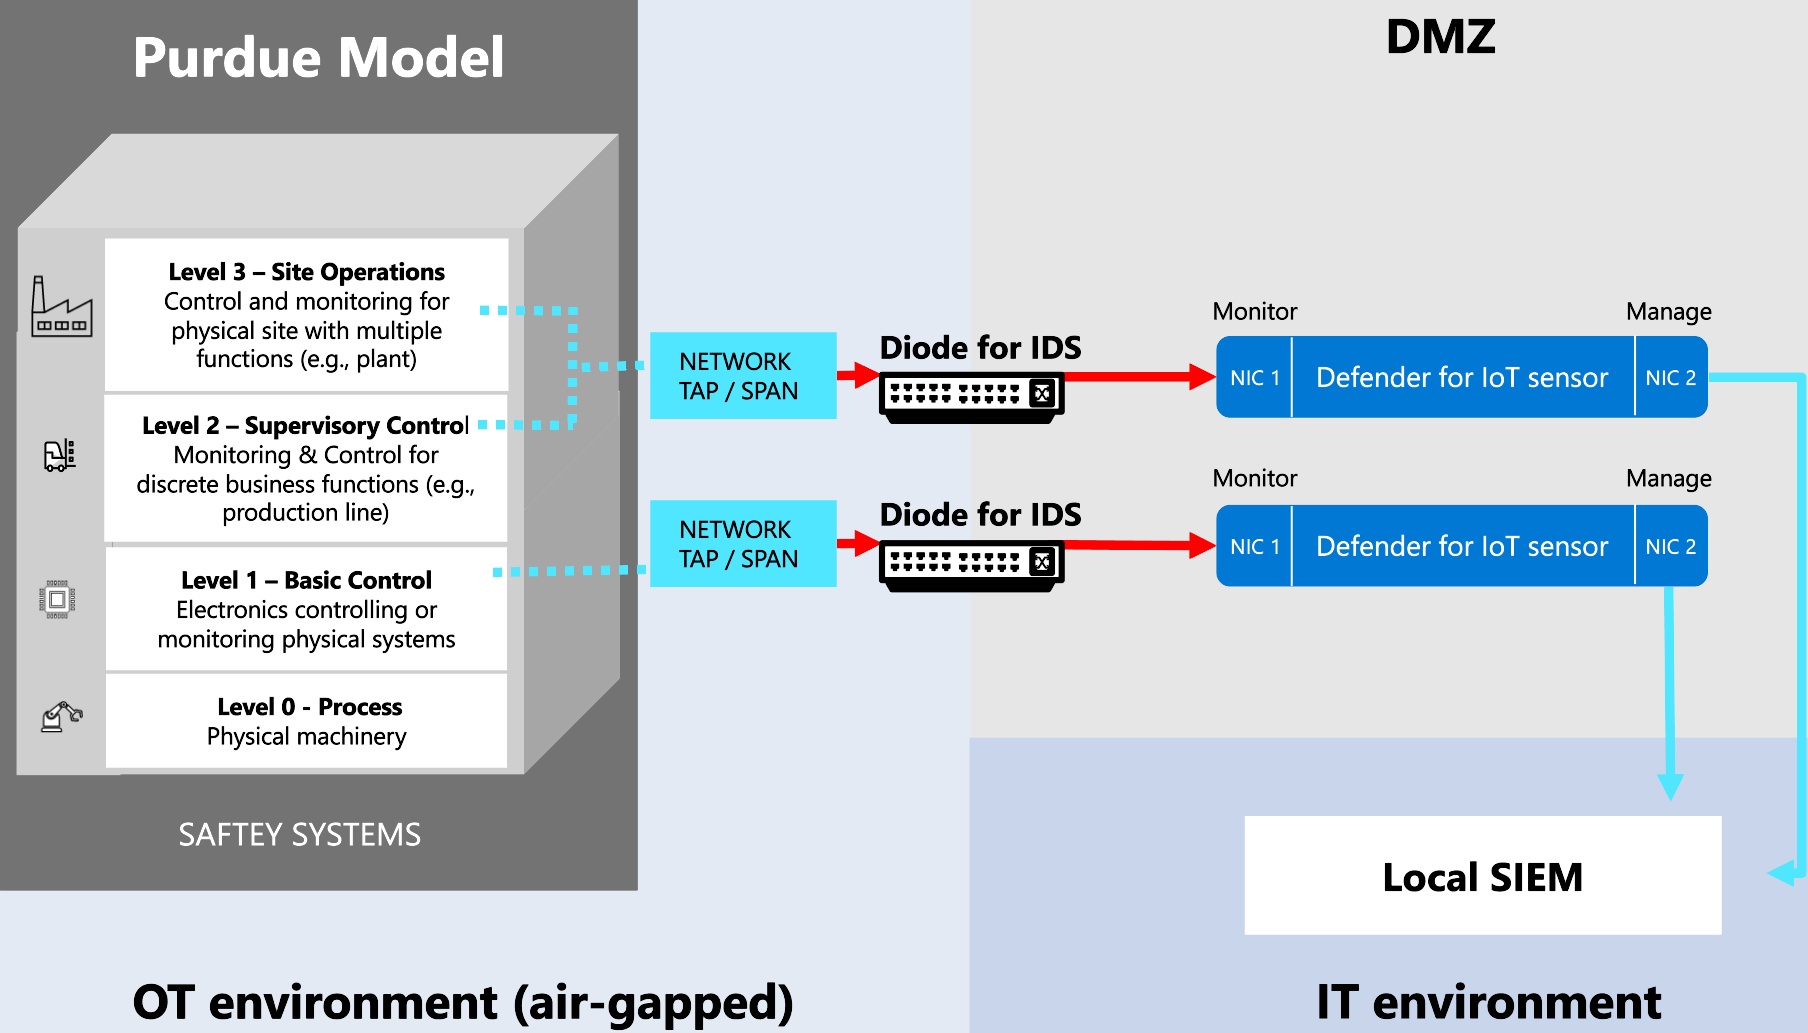 Purdue Model
Level 3 – Site Operations
Control and monitoring for
physical site with multiple
functions (e.g., plant)
Level 2 – Supervisory Control
Monitoring & Control for
discrete business functions (e.g.,
production line)
Level 1 – Basic Control
Electronics controlling or
monitoring physical systems
Level 0 - Process
Physical machinery
SAFTEY SYSTEMS
OT environment (air-gapped)
NETWORK
TAP / SPAN
Diode for IDS
NETWORK
TAP / SPAN
Diode for IDS
DMZ
Monitor
Manage
NIC 1
Defender for IoT sensor
NIC 2
Monitor
Manage
NIC 1
Defender for IoT sensor
NIC 2
Local SIEM
IT environment